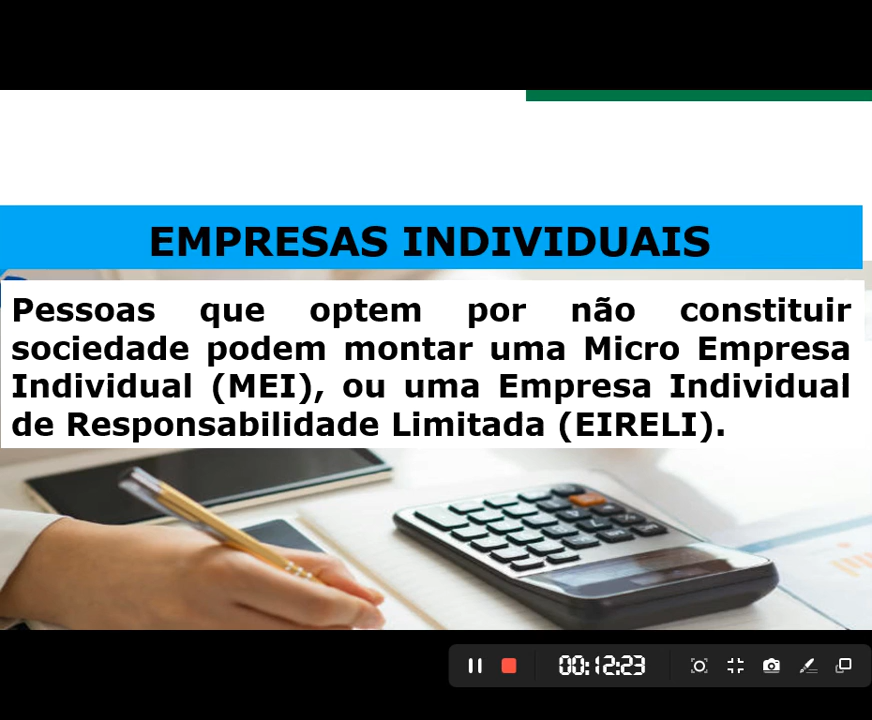 EMPRESAS INDIVIDUAIS
Pessoas que optem por não constituir
sociedade podem montar uma Micro Empresa
Individual (MEI), ou uma Empresa Individual
de Responsabilidade Limitada (EIRELI).
00:12:23